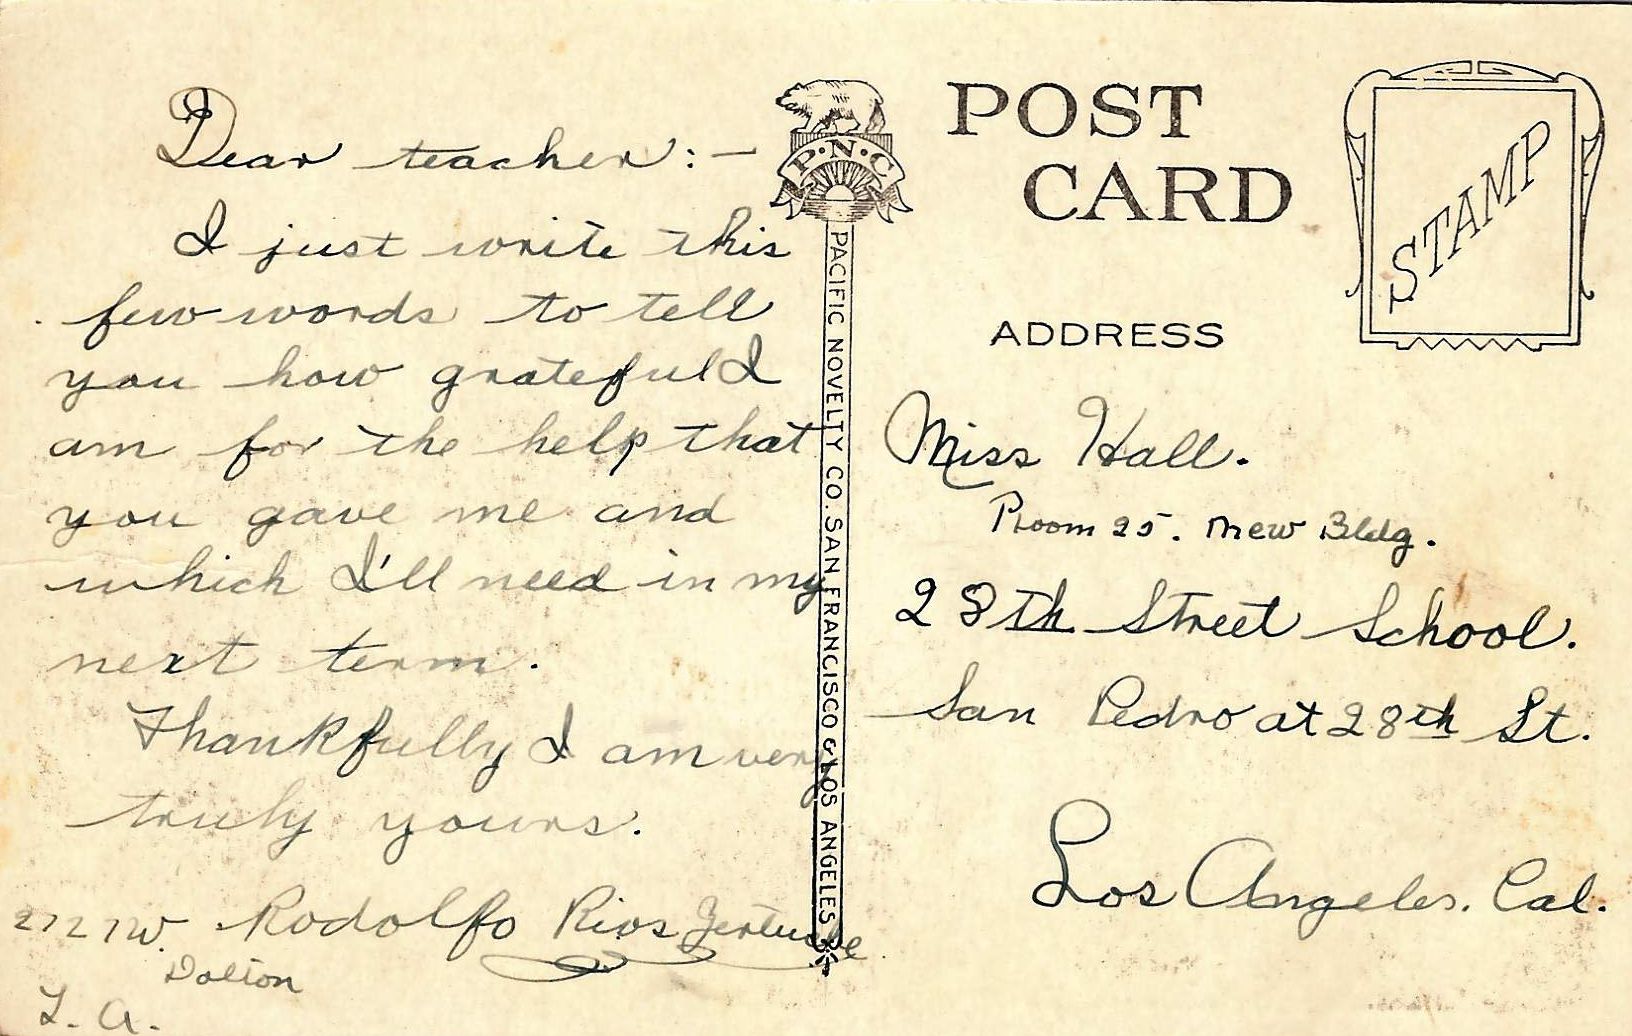 Dear teacher:-
I just write this
few words to tell
you how grateful I
am for the help that
you gave me and
which I'll need in my
next term.
Thankfully I am very
truly yours.
Rodolfo Rios
W.
Dalton
L. A.
P·N·C
PACIFIC NOVELTY CO. SAN FRANCISCO & LOS ANGELES
POST
CARD
STAMP
ADDRESS
Miss Hall.
Room 25. New Bldg.
28th Street School.
San Pedro at 28th St.
Los Angeles. Cal.